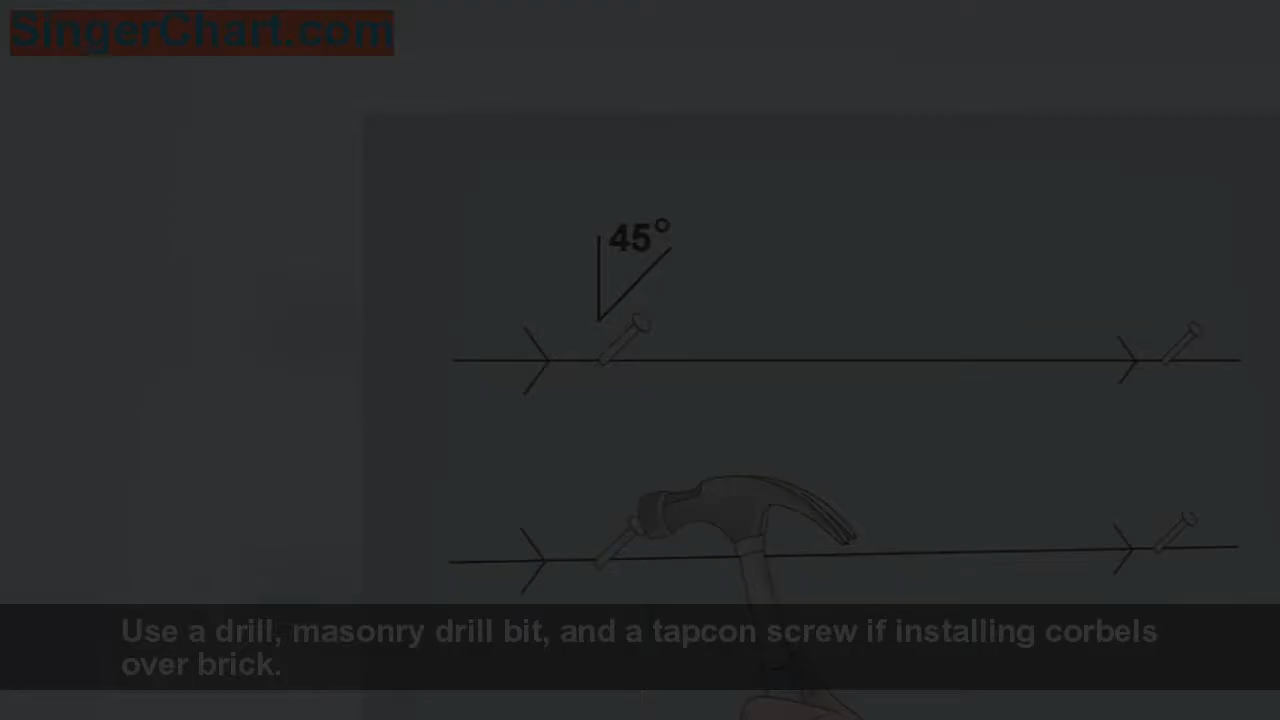 SingerChart.com
45°
Use a drill, masonry drill bit, and a tapcon screw if installing corbels
over brick.